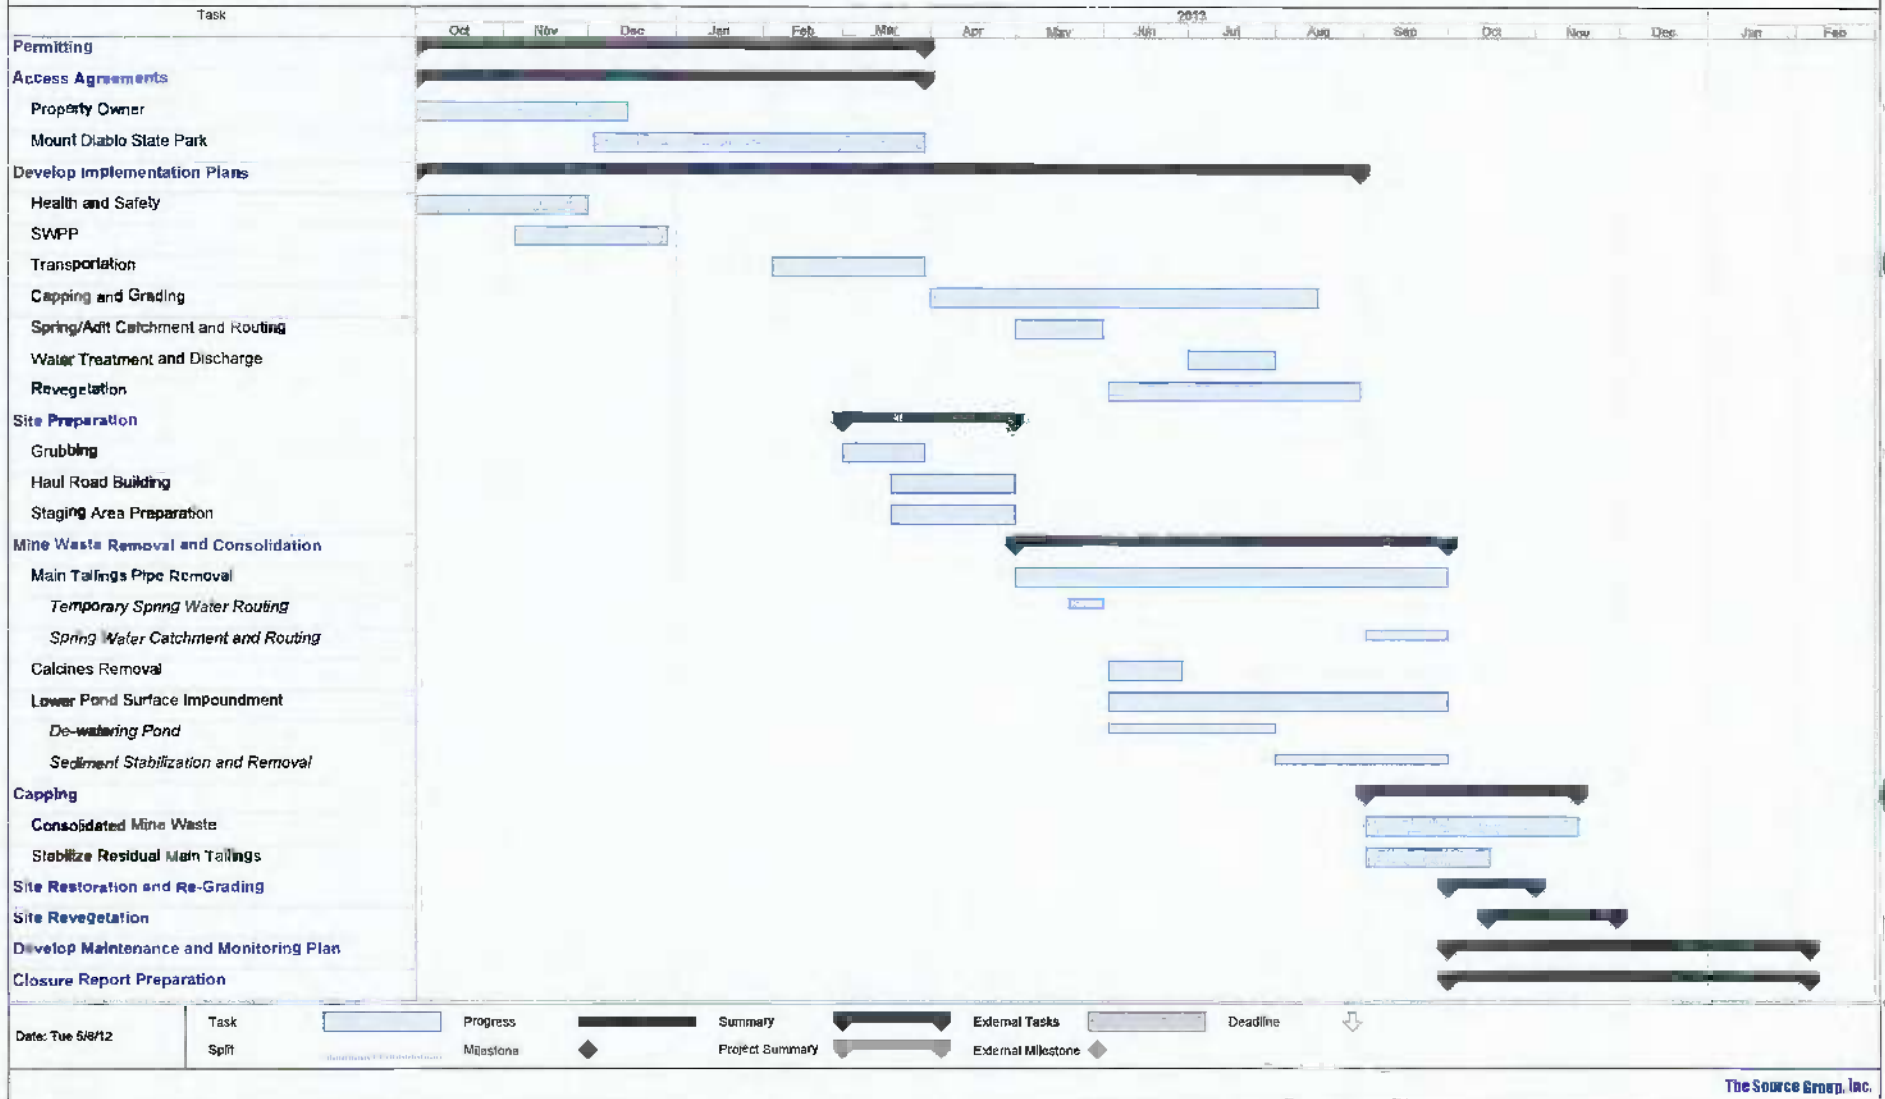 Task
2013
Oct Nov Dec Jan Feb Mar Apr May Jun Jul Aug Sep Oct Nov Dec Jan Feb
Permitting
Access Agreements
Property Owner
Mount Diablo State Park
Develop Implementation Plans
Health and Safety
SWPP
Transportation
Capping and Grading
Spring/Adit Catchment and Routing
Water Treatment and Discharge
Revegetation
Site Preparation
Grubbing
Haul Road Building
Staging Area Preparation
Mine Waste Removal and Consolidation
Main Tailings Pipe Removal
Temporary Spring Water Routing
Spring Water Catchment and Routing
Calcines Removal
Lower Pond Surface Impoundment
De-watering Pond
Sediment Stabilization and Removal
Capping
Consolidated Mine Waste
Stabilize Residual Main Tailings
Site Restoration and Re-Grading
Site Revegetation
Develop Maintenance and Monitoring Plan
Closure Report Preparation
Date: Tue 5/8/12
Task Progress Summary External Tasks Deadline
Split Milestone Project Summary External Milestone
The Source Group, Inc.